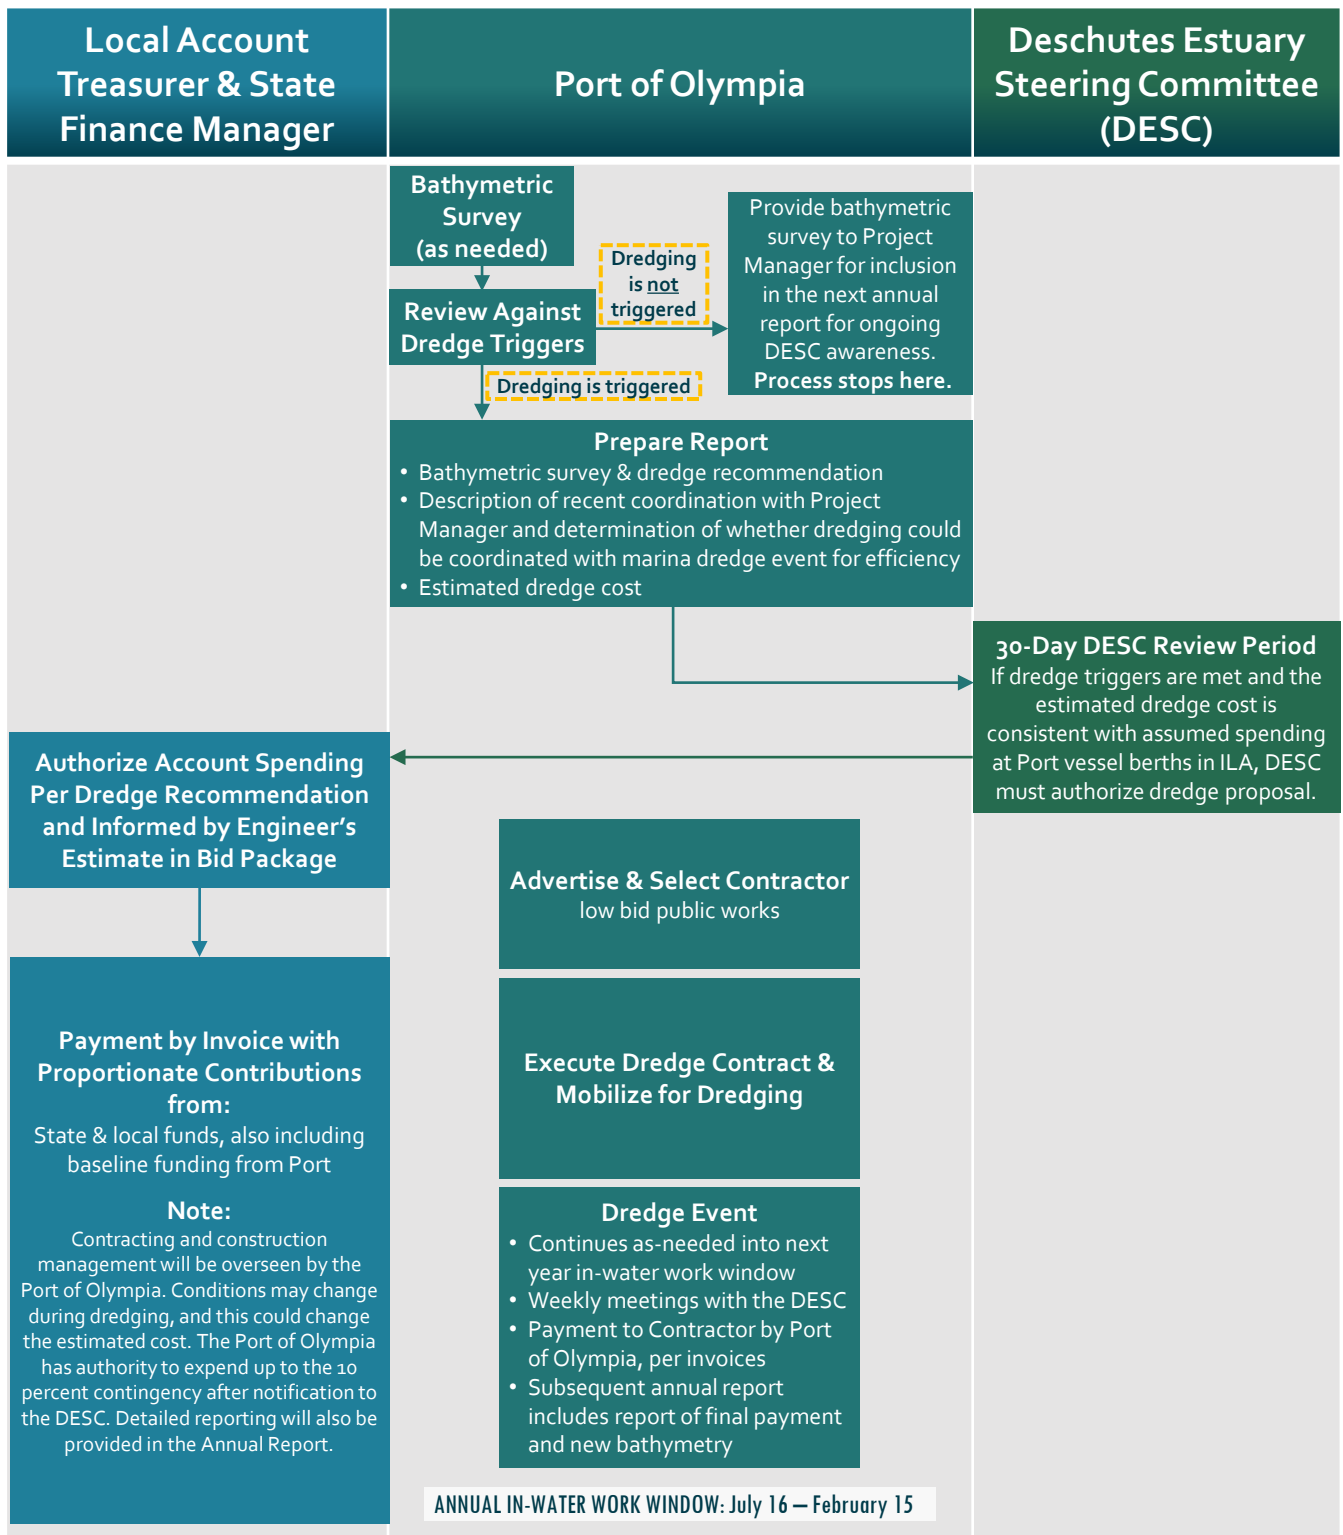 Local Account
Treasurer & State
Finance Manager
Port of Olympia
Deschutes Estuary
Steering Committee
(DESC)
Bathymetric
Survey
(as needed)
Dredging
is not
triggered
Provide bathymetric
survey to Project
Manager for inclusion
in the next annual
report for ongoing
DESC awareness.
Process stops here.
Review Against
Dredge Triggers
Dredging is triggered
Prepare Report
• Bathymetric survey & dredge recommendation
• Description of recent coordination with Project
Manager and determination of whether dredging could
be coordinated with marina dredge event for efficiency
• Estimated dredge cost
30-Day DESC Review Period
If dredge triggers are met and the
estimated dredge cost is
consistent with assumed spending
at Port vessel berths in ILA, DESC
must authorize dredge proposal.
Authorize Account Spending
Per Dredge Recommendation
and Informed by Engineer's
Estimate in Bid Package
Advertise & Select Contractor
low bid public works
Payment by Invoice with
Proportionate Contributions
from:
State & local funds, also including
baseline funding from Port
Note:
Contracting and construction
management will be overseen by the
Port of Olympia. Conditions may change
during dredging, and this could change
the estimated cost. The Port of Olympia
has authority to expend up to the 10
percent contingency after notification to
the DESC. Detailed reporting will also be
provided in the Annual Report.
Execute Dredge Contract &
Mobilize for Dredging
Dredge Event
• Continues as-needed into next
year in-water work window
• Weekly meetings with the DESC
• Payment to Contractor by Port
of Olympia, per invoices
• Subsequent annual report
includes report of final payment
and new bathymetry
ANNUAL IN-WATER WORK WINDOW: July 16 — February 15